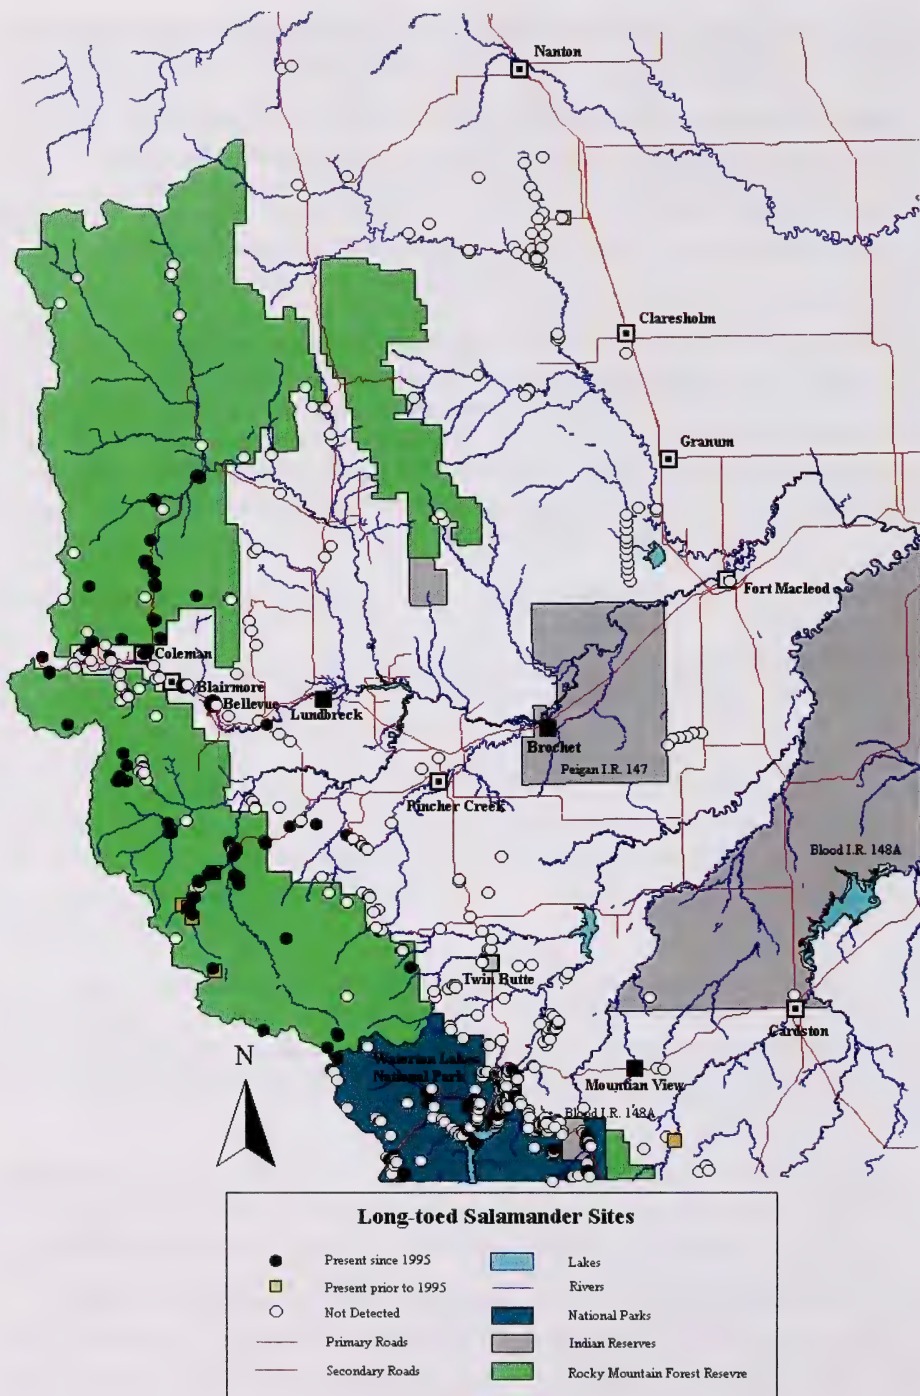 Nanton
Claresholm
Granum
Fort Macleod
Coleman
Blairmore
Bellevue
Lundbreck
Brochet
Peigan I.R. 147
Pincher Creek
Blood I.R. 148A
Twin Butte
Cardston
N
Waterton Lakes
National Park
Mountian View
Blood I.R. 148A
Long-toed Salamander Sites
Present since 1995
Present prior to 1995
Not Detected
Primary Roads
Secondary Roads
Lakes
Rivers
National Parks
Indian Reserves
Rocky Mountain Forest Resevre